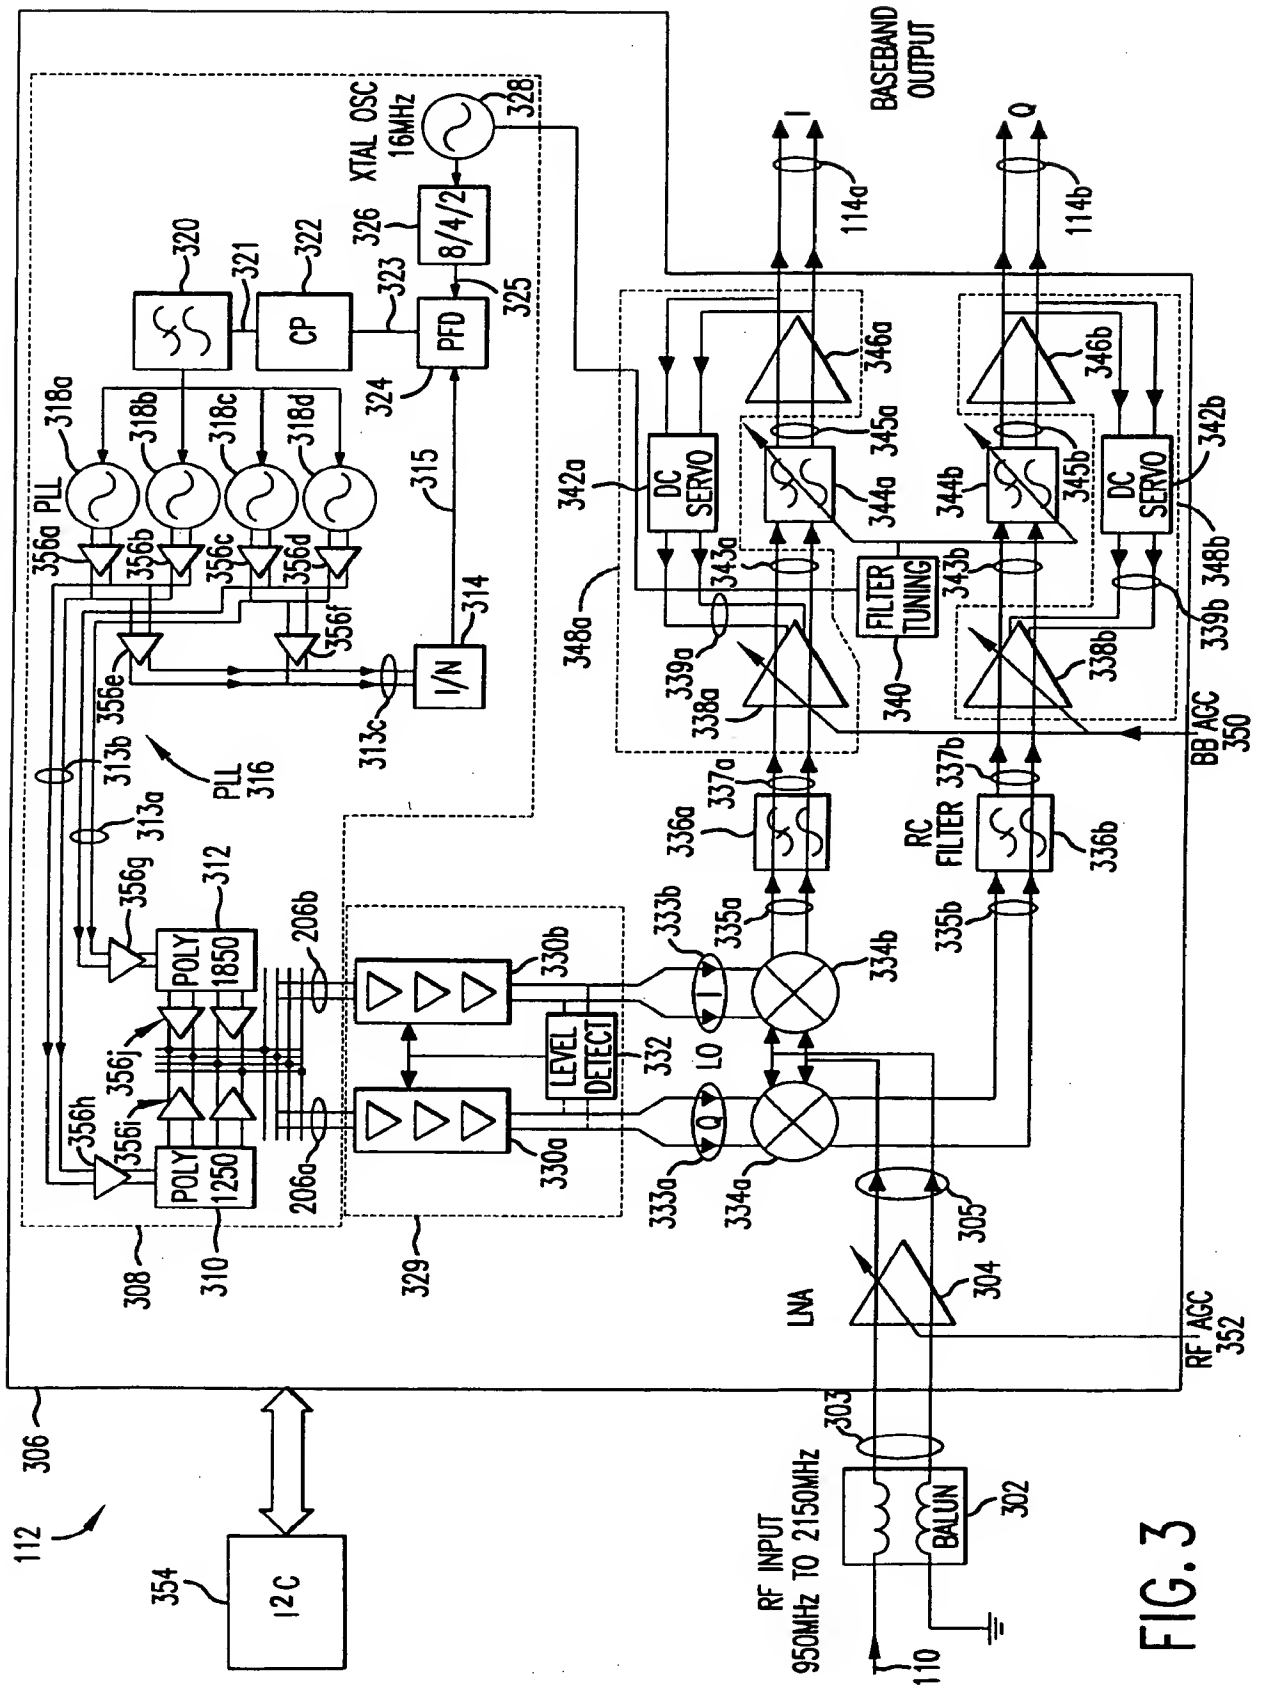 112
306
354
I²C
308
310
POLY
1250
356h
356i
356j
POLY
1850
312
356g
313a
313b
PLL
316
356e
356f
313c
I/N
314
315
356a
356b
356c
356d
PLL
318a
318b
318c
318d
320
321
CP
322
323
PFD
324
325
8/4/2
326
XTAL OSC
16MHz
328
206a
206b
329
330a
330b
LEVEL
DETECT
332
333a
Q
LO
I
333b
334a
334b
335a
335b
336a
RC
FILTER
336b
337a
337b
338a
338b
339a
339b
FILTER
TUNING
340
DC
SERVO
342a
DC
SERVO
342b
343a
343b
344a
344b
345a
345b
346a
346b
348a
348b
BB AGC
350
114a
114b
I
Q
BASEBAND
OUTPUT
RF INPUT
950MHz TO 2150MHz
110
BALUN
302
303
LNA
304
305
RF AGC
352
FIG. 3